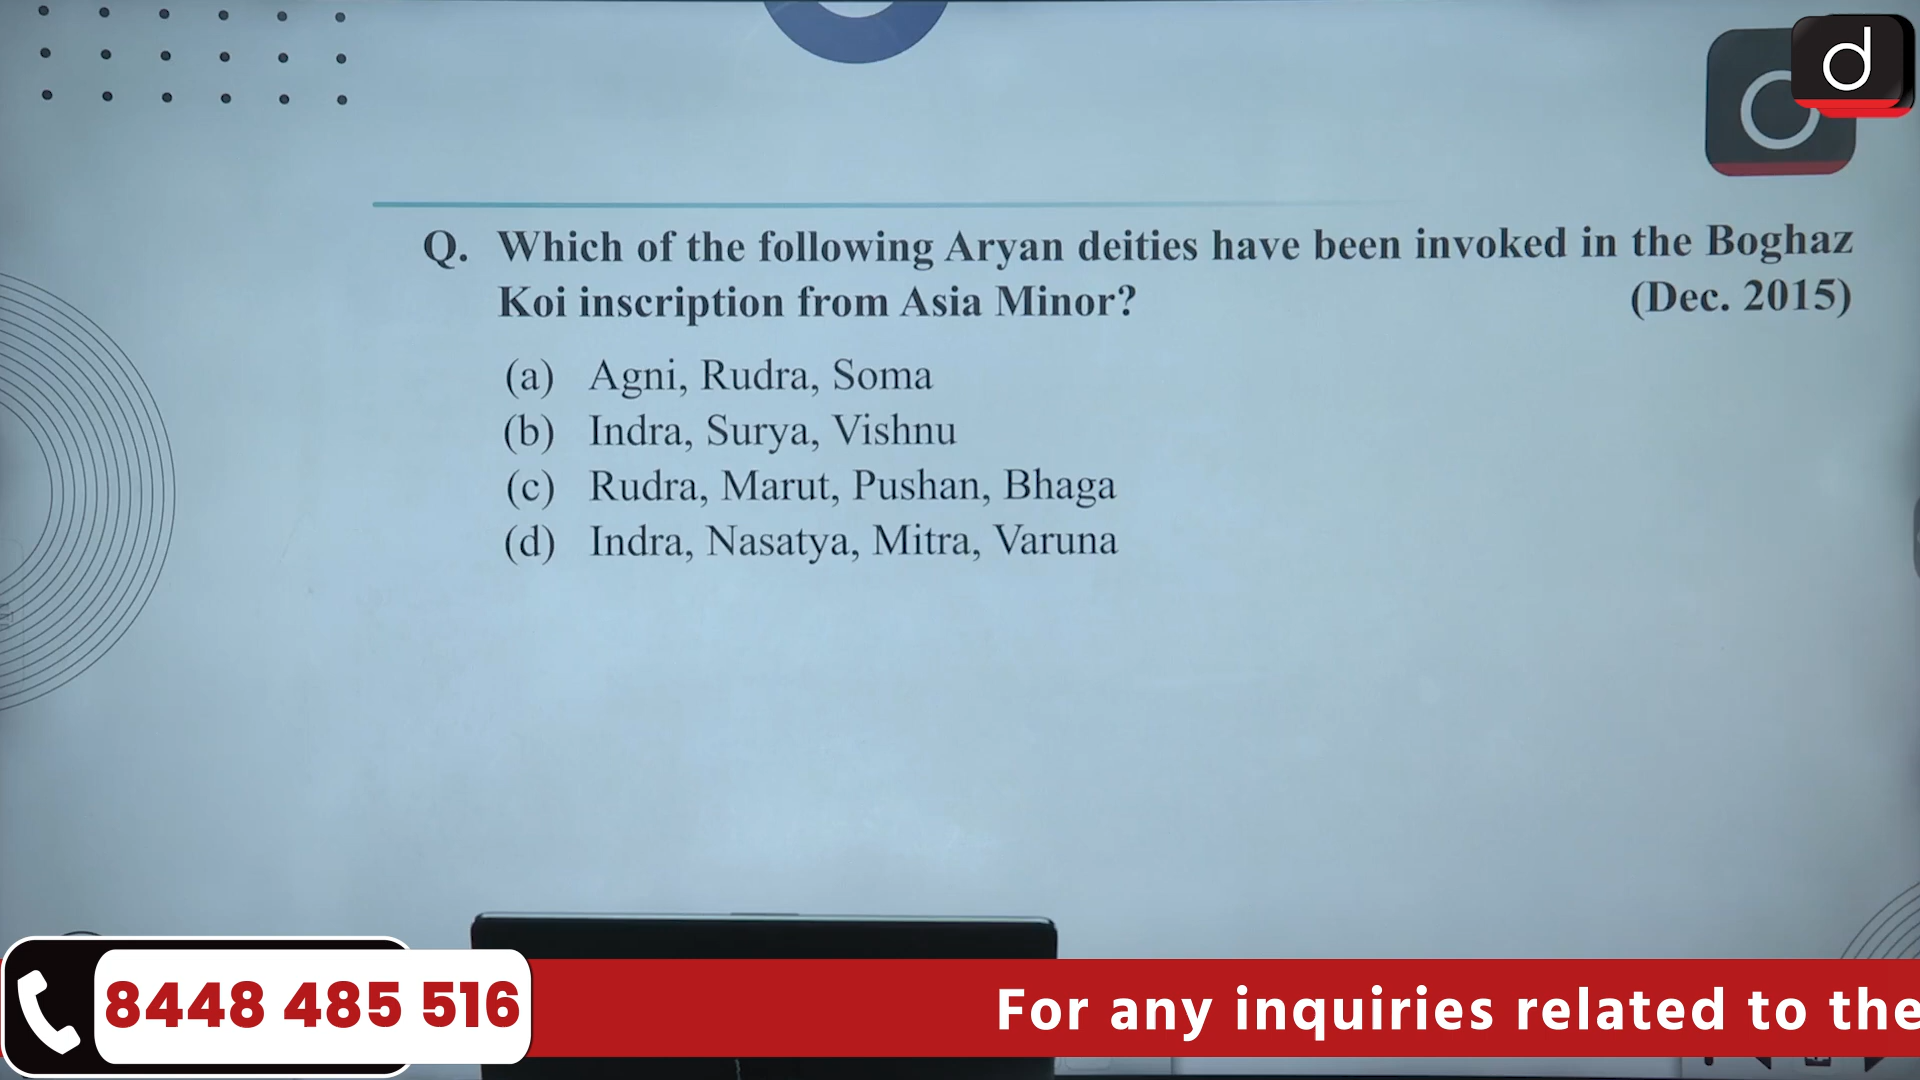 d
Q. Which of the following Aryan deities have been invoked in the Boghaz
Koi inscription from Asia Minor? (Dec. 2015)
(a) Agni, Rudra, Soma
(b) Indra, Surya, Vishnu
(c) Rudra, Marut, Pushan, Bhaga
(d) Indra, Nasatya, Mitra, Varuna
8448 485 516
For any inquiries related to the